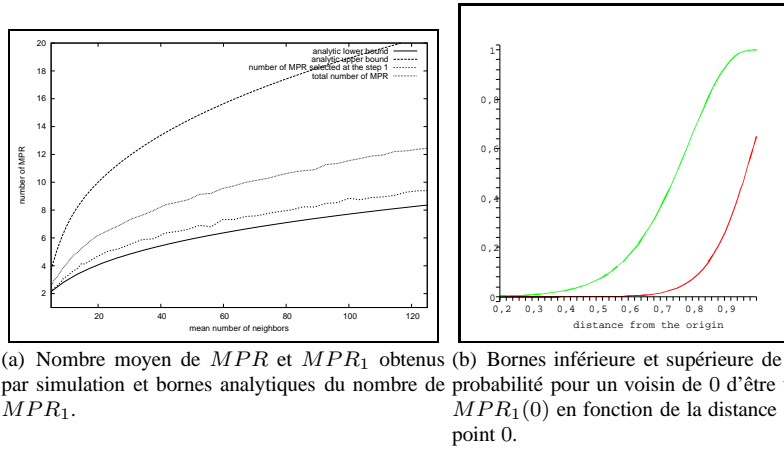 20
18
16
14
12
10
8
6
4
2
number of MPR
analytic lower bound
analytic upper bound
number of MPR selected at the step 1
total number of MPR
20
40
60
80
100
120
mean number of neighbors
1
0,8
0,6
0,4
0,2
0
0,2 0,3 0,4 0,5 0,6 0,7 0,8 0,9
distance from the origin
(a) Nombre moyen de MPR et MPR₁ obtenus
par simulation et bornes analytiques du nombre de
MPR₁.
(b) Bornes inférieure et supérieure de
probabilité pour un voisin de 0 d'être
MPR₁(0) en fonction de la distance
point 0.